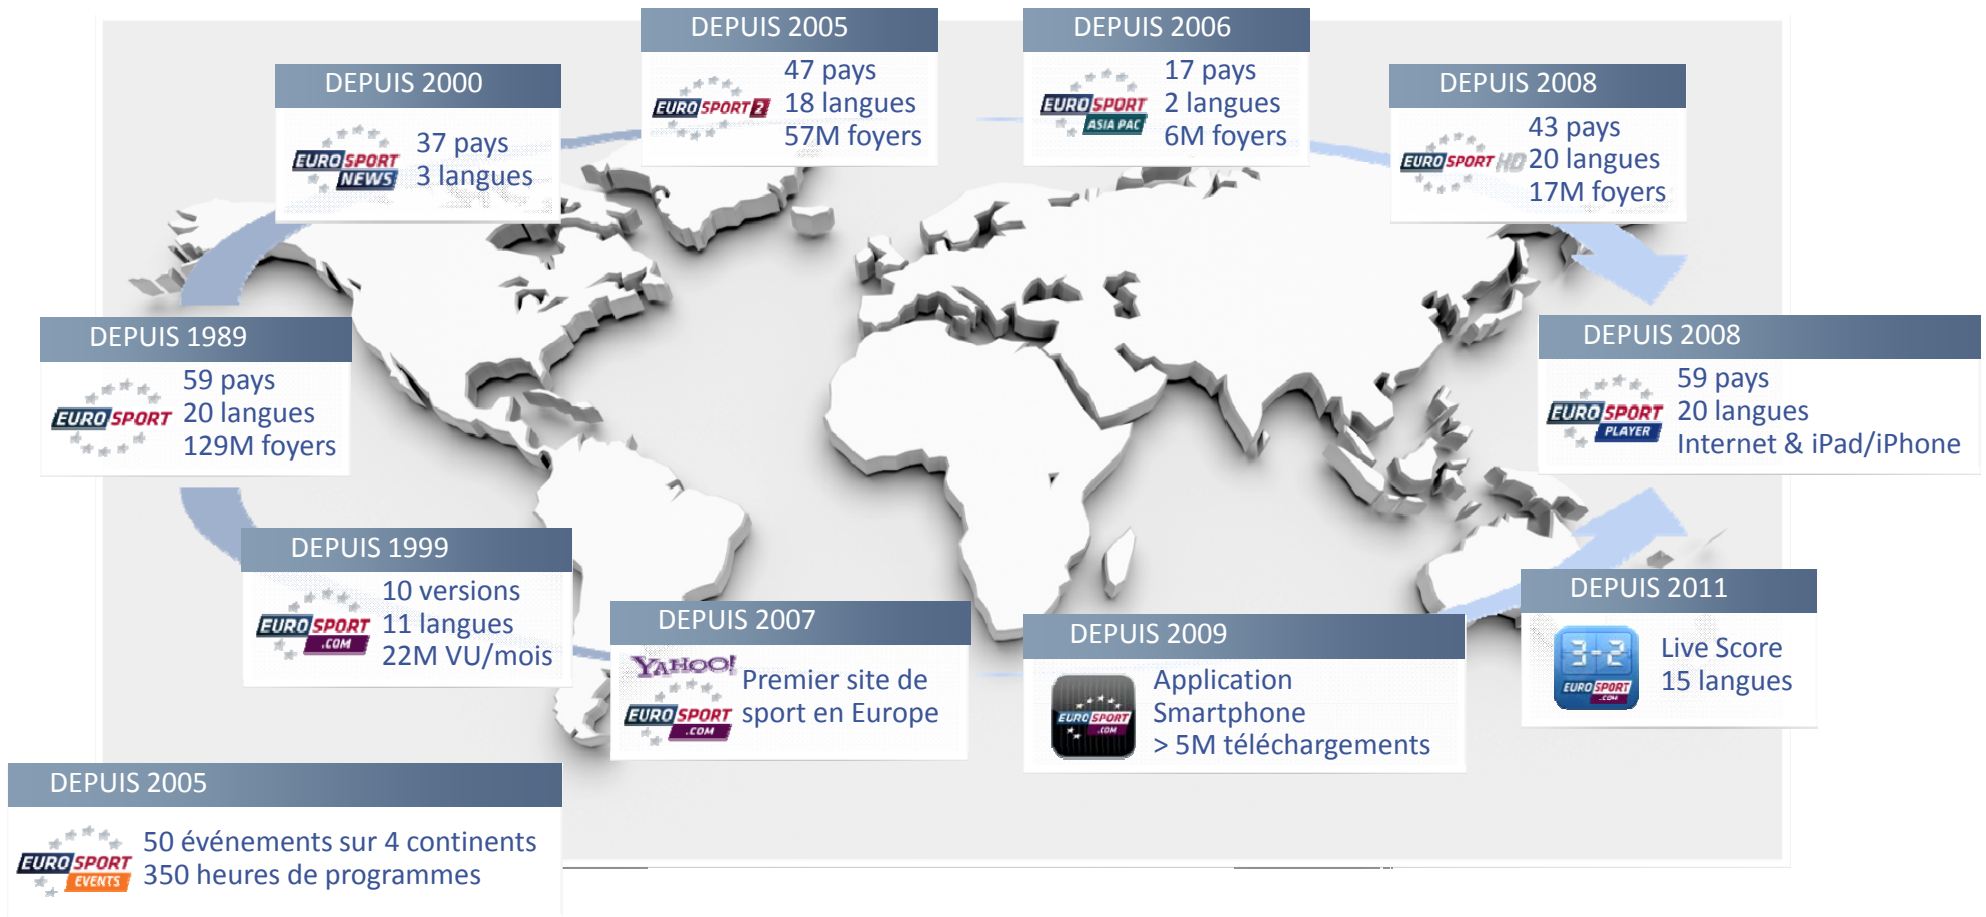 DEPUIS 2005
EUROSPORT 2
47 pays
18 langues
57M foyers
DEPUIS 2006
EUROSPORT
ASIA PAC
17 pays
2 langues
6M foyers
DEPUIS 2000
EUROSPORT
NEWS
37 pays
3 langues
DEPUIS 2008
EUROSPORT HD
43 pays
20 langues
17M foyers
DEPUIS 1989
EUROSPORT
59 pays
20 langues
129M foyers
DEPUIS 2008
EUROSPORT
PLAYER
59 pays
20 langues
Internet & iPad/iPhone
DEPUIS 1999
EUROSPORT
.COM
10 versions
11 langues
22M VU/mois
DEPUIS 2007
YAHOO!
EUROSPORT
.COM
Premier site de
sport en Europe
DEPUIS 2009
EUROSPORT
.COM
Application
Smartphone
> 5M téléchargements
DEPUIS 2011
3-2
EUROSPORT
.COM
Live Score
15 langues
DEPUIS 2005
EUROSPORT
EVENTS
50 événements sur 4 continents
350 heures de programmes